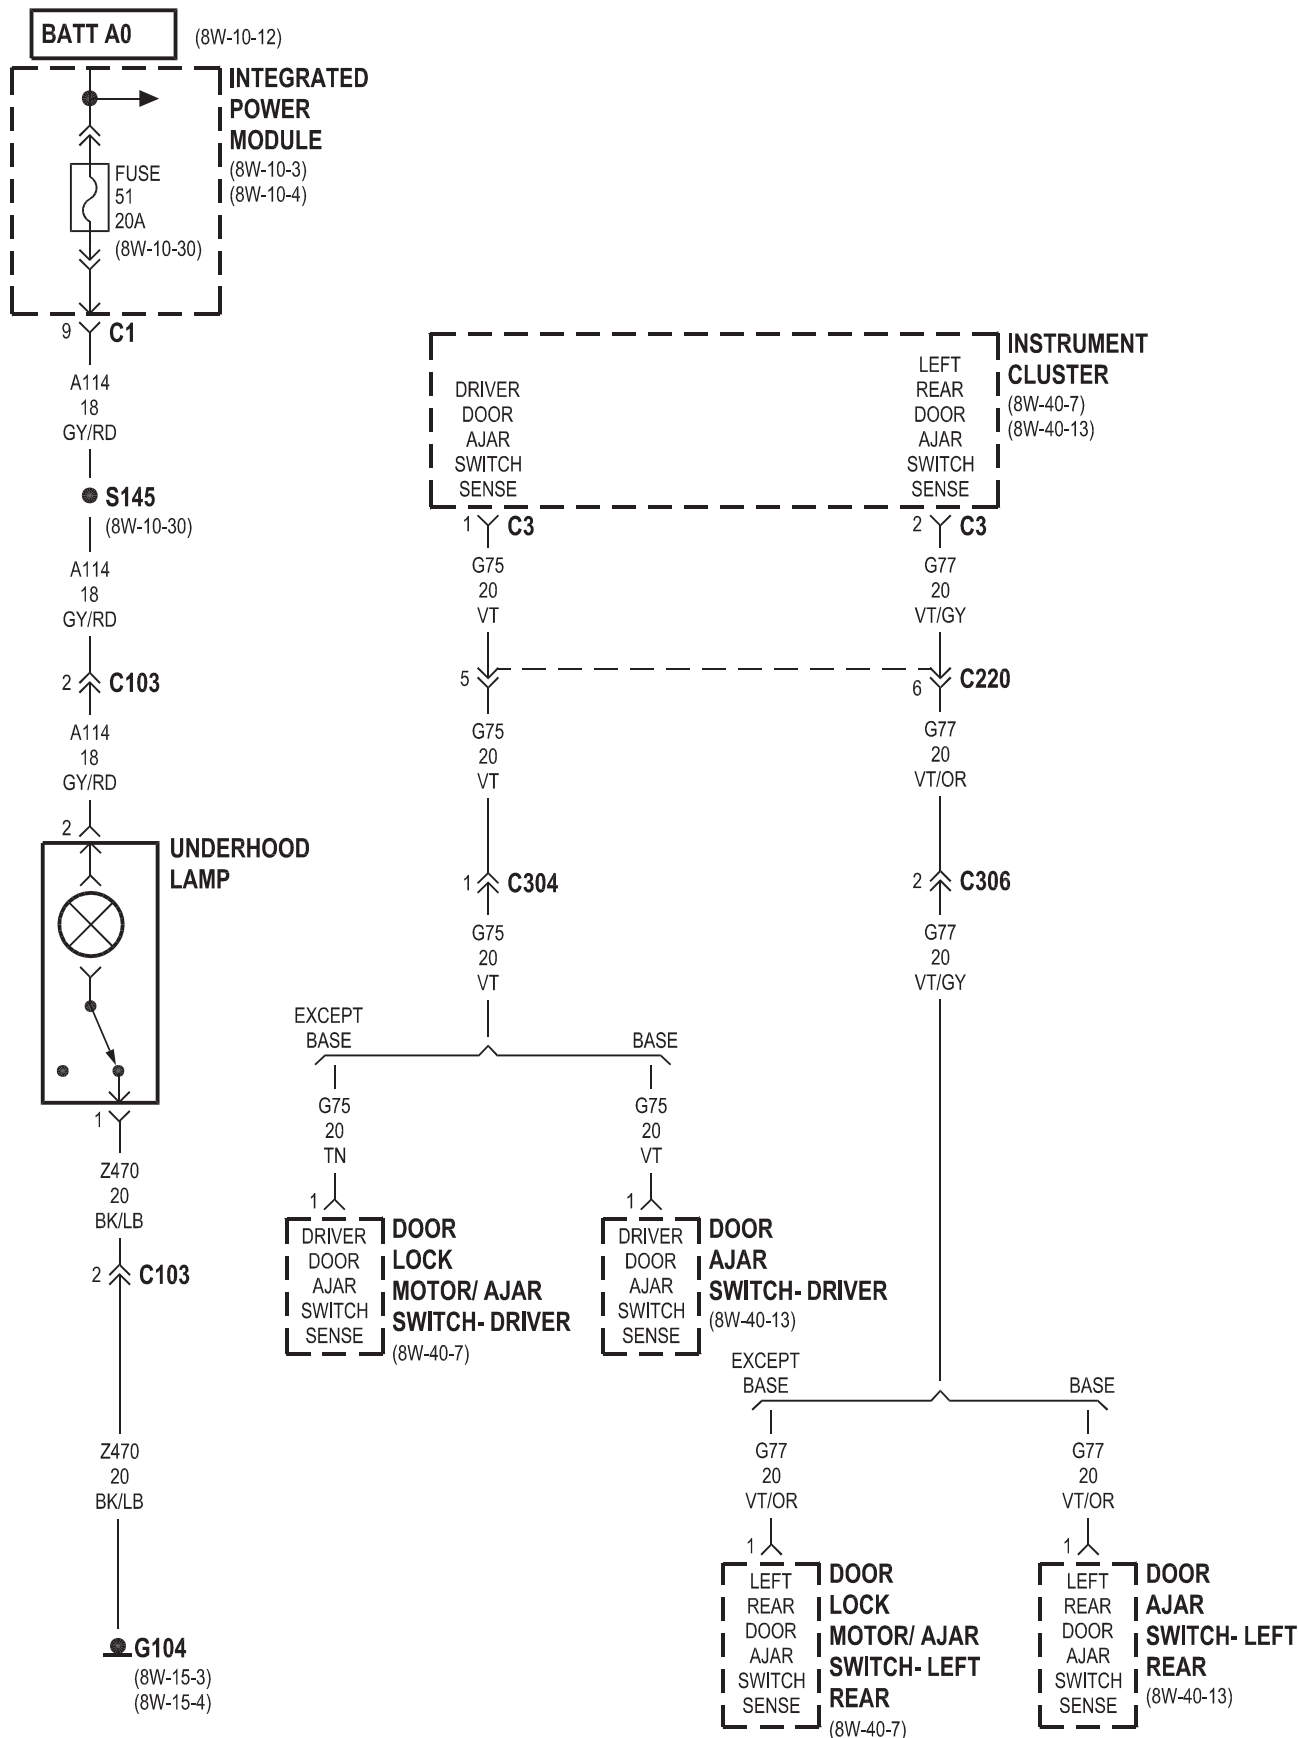 BATT A0
(8W-10-12)
INTEGRATED
POWER
MODULE
(8W-10-3)
(8W-10-4)
FUSE
51
20A
(8W-10-30)
9
C1
A114
18
GY/RD
S145
(8W-10-30)
A114
18
GY/RD
2
C103
A114
18
GY/RD
2
UNDERHOOD
LAMP
1
Z470
20
BK/LB
2
C103
Z470
20
BK/LB
G104
(8W-15-3)
(8W-15-4)
INSTRUMENT
CLUSTER
(8W-40-7)
(8W-40-13)
DRIVER
DOOR
AJAR
SWITCH
SENSE
1
C3
G75
20
VT
5
G75
20
VT
1
C304
G75
20
VT
EXCEPT
BASE
G75
20
TN
1
DRIVER
DOOR
AJAR
SWITCH
SENSE
DOOR
LOCK
MOTOR/ AJAR
SWITCH- DRIVER
(8W-40-7)
BASE
G75
20
VT
1
DRIVER
DOOR
AJAR
SWITCH
SENSE
DOOR
AJAR
SWITCH- DRIVER
(8W-40-13)
LEFT
REAR
DOOR
AJAR
SWITCH
SENSE
2
C3
G77
20
VT/GY
6
C220
G77
20
VT/OR
2
C306
G77
20
VT/GY
EXCEPT
BASE
G77
20
VT/OR
1
LEFT
REAR
DOOR
AJAR
SWITCH
SENSE
DOOR
LOCK
MOTOR/ AJAR
SWITCH- LEFT
REAR
(8W-40-7)
BASE
G77
20
VT/OR
1
LEFT
REAR
DOOR
AJAR
SWITCH
SENSE
DOOR
AJAR
SWITCH- LEFT
REAR
(8W-40-13)